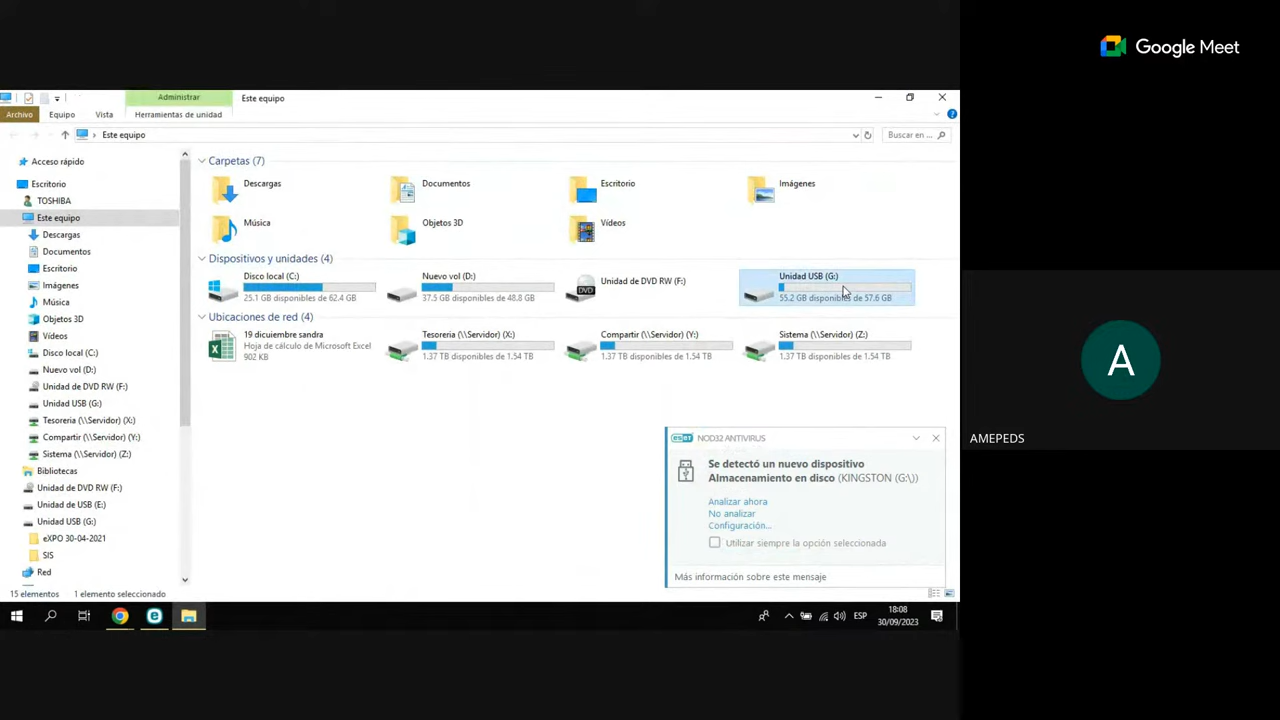 Google Meet
Administrar
Este equipo
Archivo
Equipo
Vista
Herramientas de unidad
Este equipo
Buscar en ...
Acceso rápido
Escritorio
TOSHIBA
Este equipo
Descargas
Documentos
Escritorio
Imágenes
Música
Objetos 3D
Vídeos
Disco local (C:)
Nuevo vol (D:)
Unidad de DVD RW (F:)
Unidad USB (G:)
Tesoreria (\\Servidor) (X:)
Compartir (\\Servidor) (Y:)
Sistema (\\Servidor) (Z:)
Bibliotecas
Unidad de DVD RW (F:)
Unidad de USB (E:)
Unidad USB (G:)
eXPO 30-04-2021
SIS
Red
Carpetas (7)
Descargas
Documentos
Escritorio
Imágenes
Música
Objetos 3D
Vídeos
Dispositivos y unidades (4)
Disco local (C:)
25.1 GB disponibles de 62.4 GB
Nuevo vol (D:)
37.5 GB disponibles de 48.8 GB
DVD
Unidad de DVD RW (F:)
Unidad USB (G:)
55.2 GB disponibles de 57.6 GB
Ubicaciones de red (4)
19 dicuiembre sandra
Hoja de cálculo de Microsoft Excel
902 KB
Tesoreria (\\Servidor) (X:)
1.37 TB disponibles de 1.54 TB
Compartir (\\Servidor) (Y:)
1.37 TB disponibles de 1.54 TB
Sistema (\\Servidor) (Z:)
1.37 TB disponibles de 1.54 TB
eset NOD32 ANTIVIRUS
Se detectó un nuevo dispositivo
Almacenamiento en disco (KINGSTON (G:\))
Analizar ahora
No analizar
Configuración...
Utilizar siempre la opción seleccionada
Más información sobre este mensaje
15 elementos
1 elemento seleccionado
ESP
18:08
30/09/2023
A
AMEPEDS